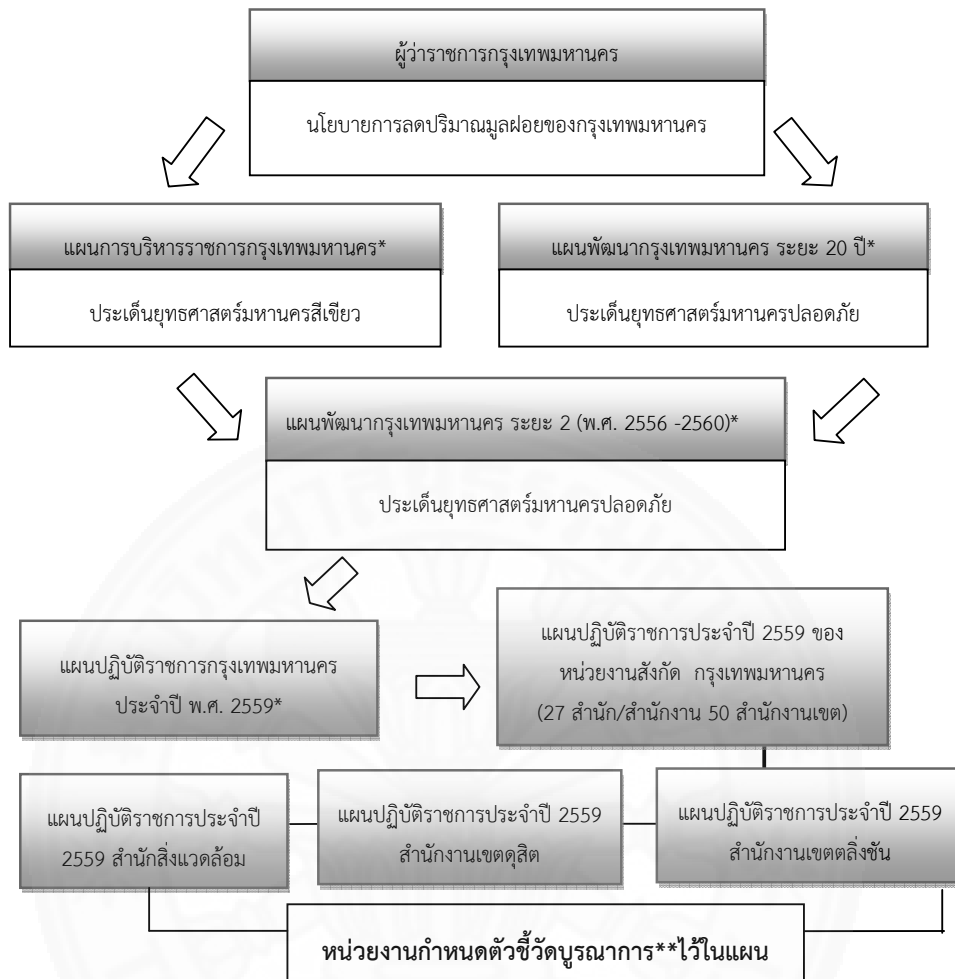 ผู้ว่าราชการกรุงเทพมหานคร
นโยบายการลดปริมาณมูลฝอยของกรุงเทพมหานคร
แผนการบริหารราชการกรุงเทพมหานคร*
ประเด็นยุทธศาสตร์มหานครสีเขียว
แผนพัฒนากรุงเทพมหานคร ระยะ 20 ปี*
ประเด็นยุทธศาสตร์มหานครปลอดภัย
แผนพัฒนากรุงเทพมหานคร ระยะ 2 (พ.ศ. 2556 -2560)*
ประเด็นยุทธศาสตร์มหานครปลอดภัย
แผนปฏิบัติราชการกรุงเทพมหานคร
ประจำปี พ.ศ. 2559*
แผนปฏิบัติราชการประจำปี 2559 ของ
หน่วยงานสังกัด กรุงเทพมหานคร
(27 สำนัก/สำนักงาน 50 สำนักงานเขต)
แผนปฏิบัติราชการประจำปี
2559 สำนักสิ่งแวดล้อม
แผนปฏิบัติราชการประจำปี 2559
สำนักงานเขตดุสิต
แผนปฏิบัติราชการประจำปี 2559
สำนักงานเขตตลิ่งชัน
หน่วยงานกำหนดตัวชี้วัดบูรณาการ**ไว้ในแผน